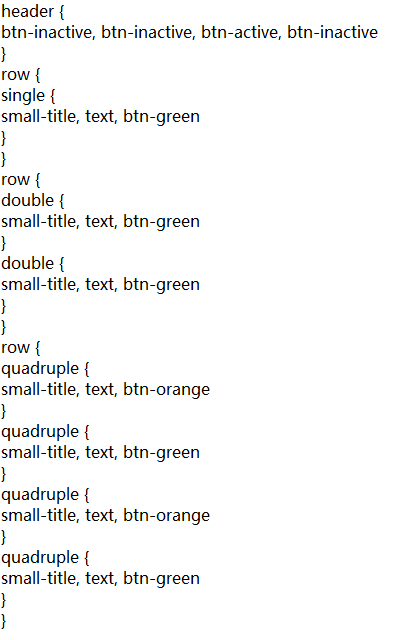 header {
btn-inactive, btn-inactive, btn-active, btn-inactive
}
row {
single {
small-title, text, btn-green
}
}
row {
double {
small-title, text, btn-green
}
double {
small-title, text, btn-green
}
}
row {
quadruple {
small-title, text, btn-orange
}
quadruple {
small-title, text, btn-green
}
quadruple {
small-title, text, btn-orange
}
quadruple {
small-title, text, btn-green
}
}